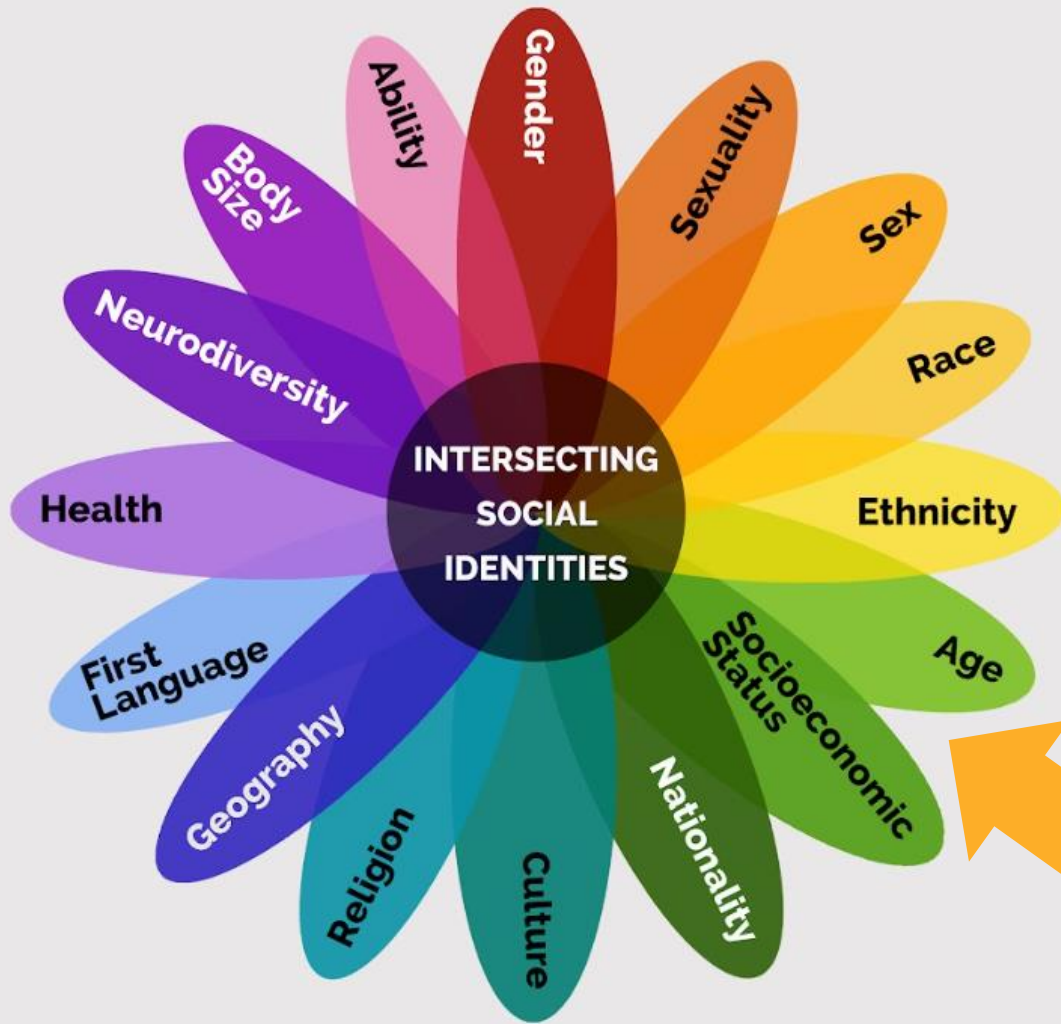 Gender
Sexuality
Sex
Race
Ethnicity
Age
Socioeconomic
Status
Nationality
Culture
Religion
Geography
First
Language
Health
Neurodiversity
Body
Size
Ability
INTERSECTING
SOCIAL
IDENTITIES